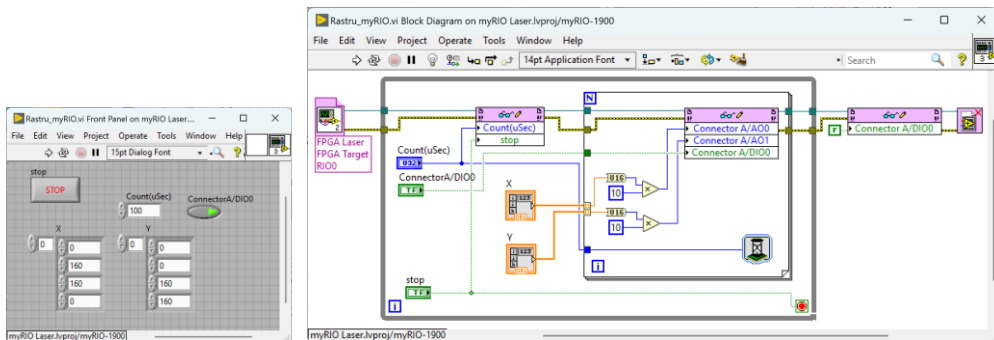 Rastru_myRIO.vi Front Panel on myRIO Laser....
File Edit View Project Operate Tools Window Help
15pt Dialog Font
3
stop
STOP
Count(uSec)
100
ConnectorA/DIO0
X
Y
0
0
0
0
160
0
160
160
0
160
myRIO Laser.lvproj/myRIO-1900
Rastru_myRIO.vi Block Diagram on myRIO Laser.lvproj/myRIO-1900
File Edit View Project Operate Tools Window Help
14pt Application Font
Search
3
2
FPGA Laser
FPGA Target
RIO0
Count(uSec)
stop
N
Connector A/AO0
Connector A/AO1
Connector A/DIO0
F
Connector A/DIO0
Count(uSec)
U32
ConnectorA/DIO0
TF
X
U16
10
x
U16
10
x
Y
i
stop
TF
i
myRIO Laser.lvproj/myRIO-1900